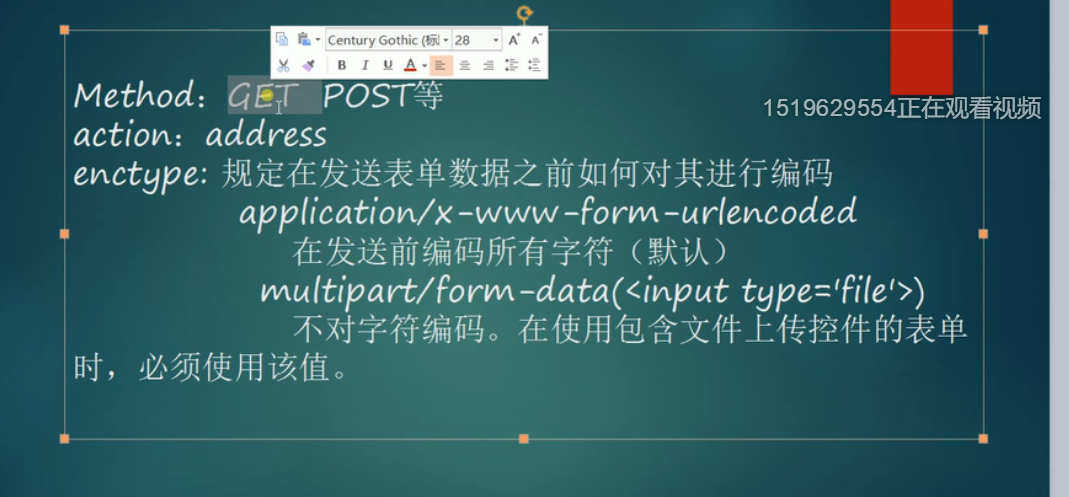 Century Gothic (标 28 A+ A-
B I U A
Method：GET POST等
1519629554正在观看视频
action：address
enctype: 规定在发送表单数据之前如何对其进行编码
application/x-www-form-urlencoded
在发送前编码所有字符（默认）
multipart/form-data(<input type='file'>)
不对字符编码。在使用包含文件上传控件的表单
时，必须使用该值。